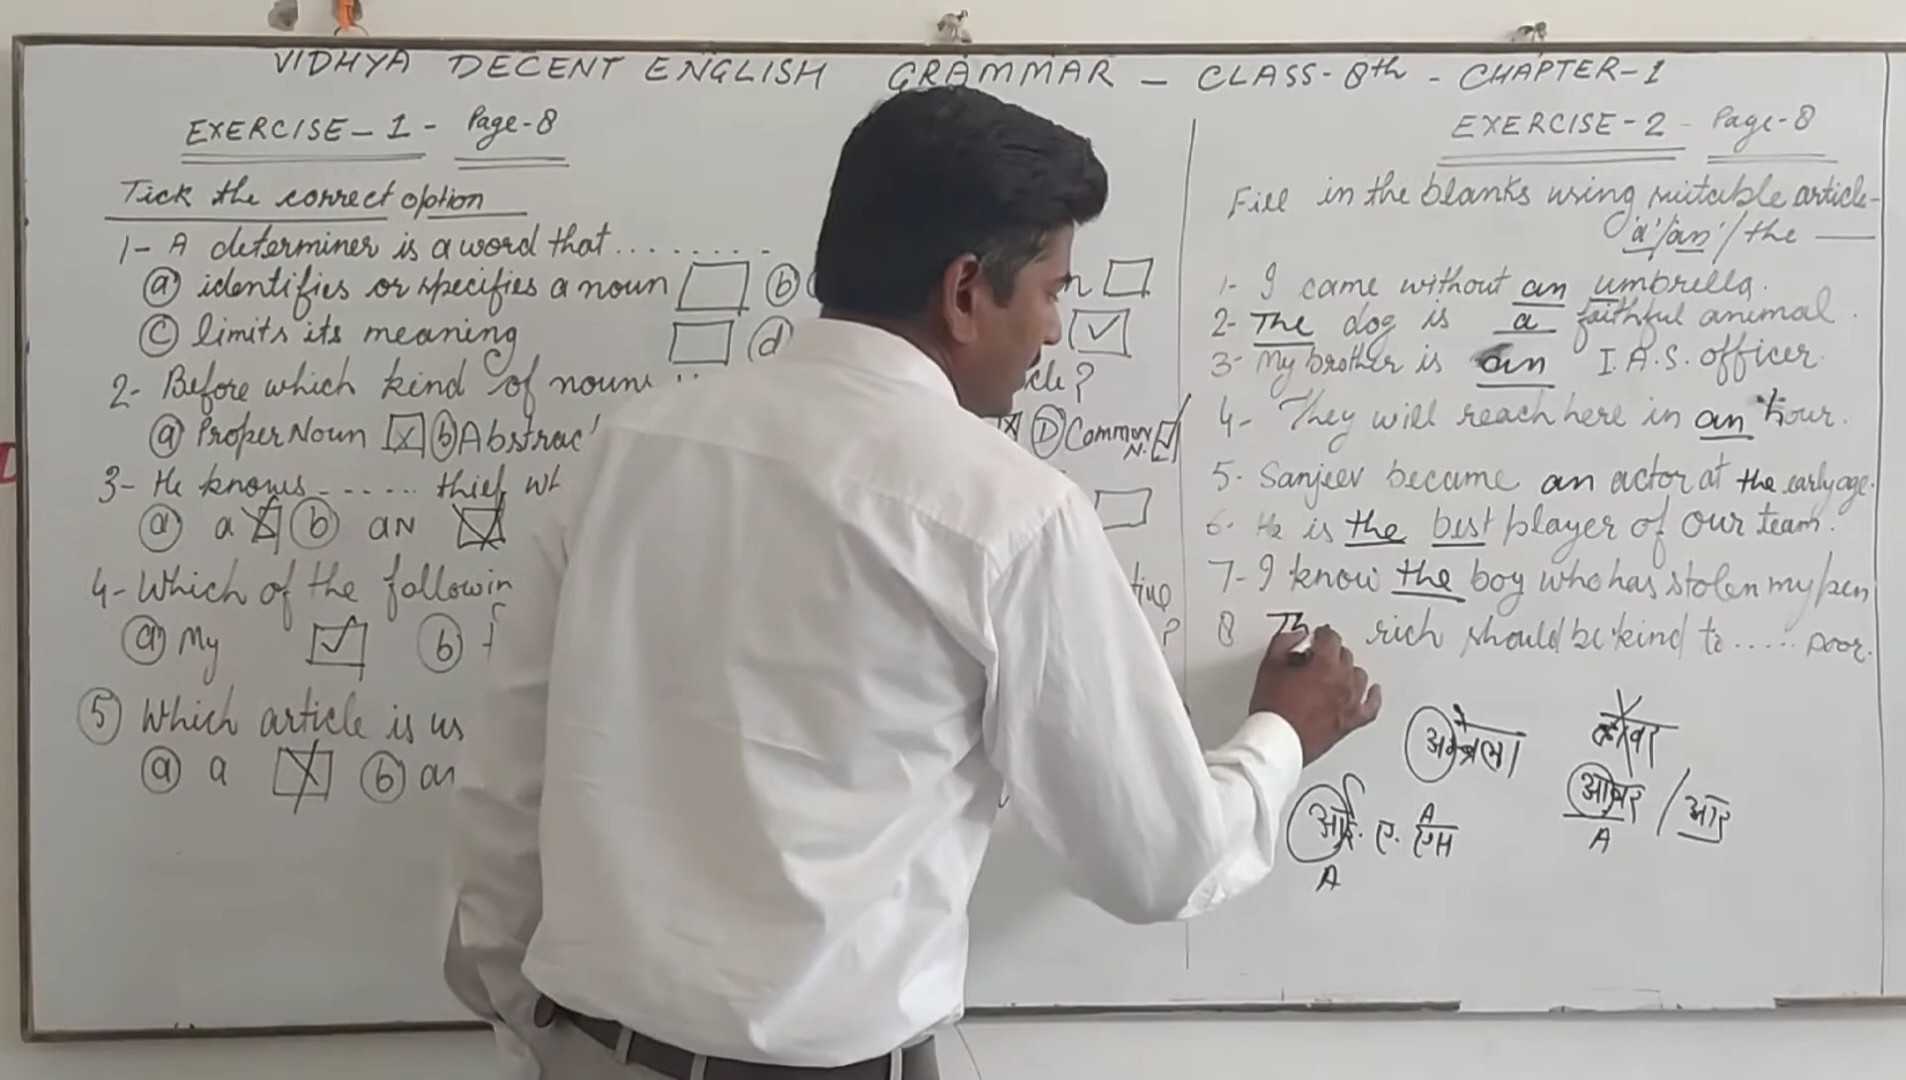 VIDHYA DECENT ENGLISH GRAMMAR - CLASS-8th - CHAPTER-1
EXERCISE-1- Page-8
Tick the correct option
1- A determiner is a word that ........
(a) identifies or specifies a noun (b)
(C) limits its meaning (d) ✓
2- Before which kind of nouns cle?
(a) Proper Noun X (b) Abstrac X (D) Common N. ✓
3- He knows ...... thief
(a) a (b) aN
4- Which of the followin
(a) My ✓ (b) ?
(5) Which article is us
(a) a X (b) an
EXERCISE-2 - Page-8
Fill in the blanks using suitable article-
'a'/an'/the —
1- I came without an umbrella.
2- The dog is a faithful animal.
3- My brother is an I.A.S. officer.
4- They will reach here in an hour.
5- Sanjeev became an actor at the early age.
6- He is the best player of our team.
7- I know the boy who has stolen my pen
8 Th rich should be kind to ..... poor.
आई. ए. एस
A
A
A